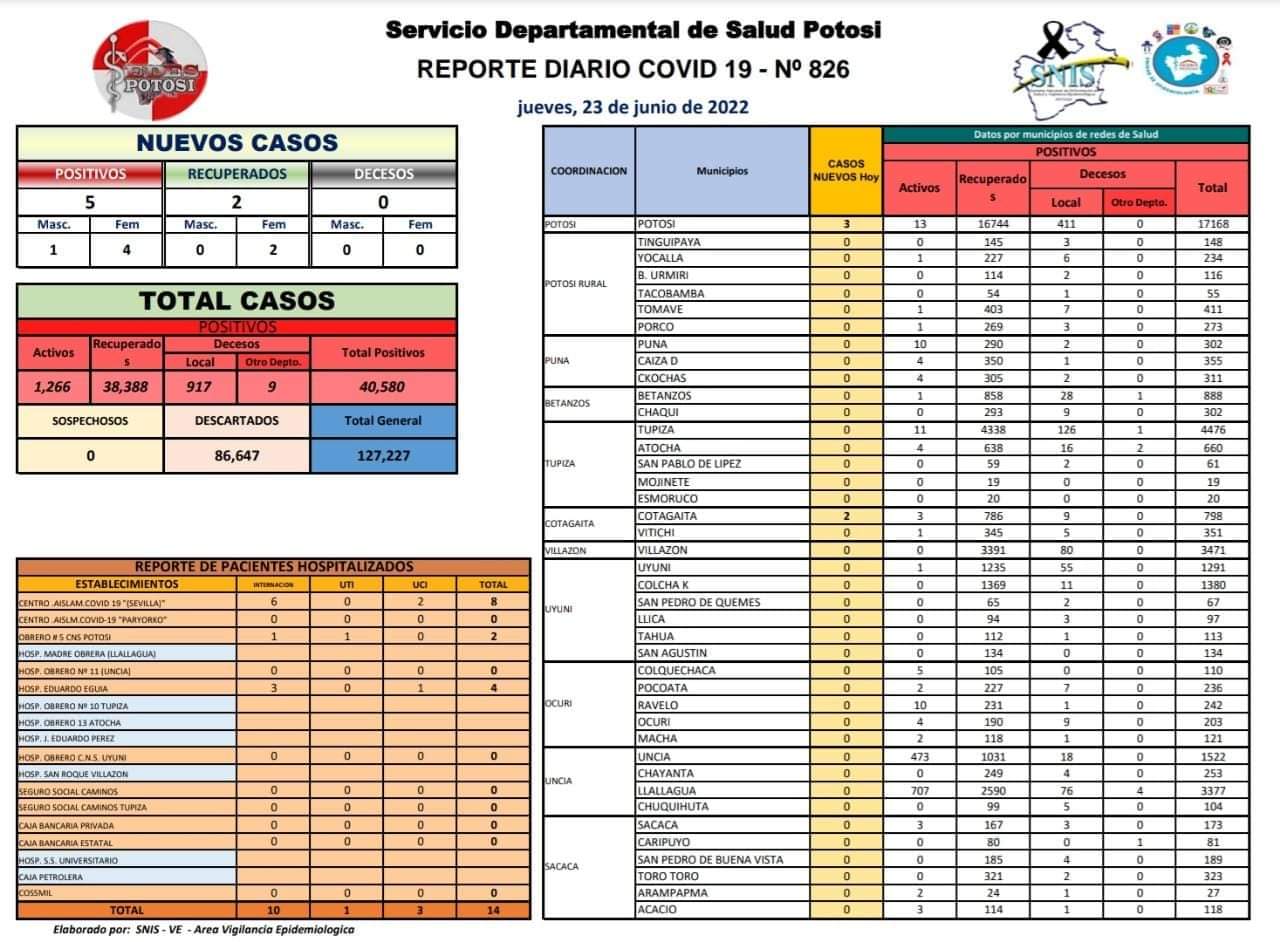 Servicio Departamental de Salud Potosi
REPORTE DIARIO COVID 19 - Nº 826
jueves, 23 de junio de 2022
SEDES
POTOSI
SNIS
NUEVOS CASOS
POSITIVOS RECUPERADOS DECESOS
5 2 0
Masc. Fem Masc. Fem Masc. Fem
1 4 0 2 0 0
TOTAL CASOS
POSITIVOS
Activos Recuperados Decesos Total Positivos
Local Otro Depto.
1,266 38,388 917 9 40,580
SOSPECHOSOS DESCARTADOS Total General
0 86,647 127,227
REPORTE DE PACIENTES HOSPITALIZADOS
ESTABLECIMIENTOS INTERNACION UTI UCI TOTAL
CENTRO .AISLAM.COVID 19 "(SEVILLA)" 6 0 2 8
CENTRO .AISLM.COVID-19 "PARYORKO" 0 0 0 0
OBRERO # 5 CNS POTOSI 1 1 0 2
HOSP. MADRE OBRERA (LLALLAGUA)
HOSP. OBRERO Nº 11 (UNCIA) 0 0 0 0
HOSP. EDUARDO EGUIA 3 0 1 4
HOSP. OBRERO Nº 10 TUPIZA
HOSP. OBRERO 13 ATOCHA
HOSP. J. EDUARDO PEREZ
HOSP. OBRERO C.N.S. UYUNI 0 0 0 0
HOSP. SAN ROQUE VILLAZON
SEGURO SOCIAL CAMINOS 0 0 0 0
SEGURO SOCIAL CAMINOS TUPIZA 0 0 0 0
CAJA BANCARIA PRIVADA 0 0 0 0
CAJA BANCARIA ESTATAL 0 0 0 0
HOSP. S.S. UNIVERSITARIO
CAJA PETROLERA
COSSMIL 0 0 0 0
TOTAL 10 1 3 14
Elaborado por: SNIS - VE - Area Vigilancia Epidemiologica
COORDINACION Municipios CASOS NUEVOS Hoy Datos por municipios de redes de Salud
POSITIVOS
Activos Recuperados Decesos Total
Local Otro Depto.
POTOSI POTOSI 3 13 16744 411 0 17168
POTOSI RURAL TINGUIPAYA 0 0 145 3 0 148
YOCALLA 0 1 227 6 0 234
B. URMIRI 0 0 114 2 0 116
TACOBAMBA 0 0 54 1 0 55
TOMAVE 0 1 403 7 0 411
PORCO 0 1 269 3 0 273
PUNA PUNA 0 10 290 2 0 302
CAIZA D 0 4 350 1 0 355
CKOCHAS 0 4 305 2 0 311
BETANZOS BETANZOS 0 1 858 28 1 888
CHAQUI 0 0 293 9 0 302
TUPIZA TUPIZA 0 11 4338 126 1 4476
ATOCHA 0 4 638 16 2 660
SAN PABLO DE LIPEZ 0 0 59 2 0 61
MOJINETE 0 0 19 0 0 19
ESMORUCO 0 0 20 0 0 20
COTAGAITA COTAGAITA 2 3 786 9 0 798
VITICHI 0 1 345 5 0 351
VILLAZON VILLAZON 0 0 3391 80 0 3471
UYUNI UYUNI 0 1 1235 55 0 1291
COLCHA K 0 0 1369 11 0 1380
SAN PEDRO DE QUEMES 0 0 65 2 0 67
LLICA 0 0 94 3 0 97
TAHUA 0 0 112 1 0 113
SAN AGUSTIN 0 0 134 0 0 134
OCURI COLQUECHACA 0 5 105 0 0 110
POCOATA 0 2 227 7 0 236
RAVELO 0 10 231 1 0 242
OCURI 0 4 190 9 0 203
MACHA 0 2 118 1 0 121
UNCIA UNCIA 0 473 1031 18 0 1522
CHAYANTA 0 0 249 4 0 253
LLALLAGUA 0 707 2590 76 4 3377
CHUQUIHUTA 0 0 99 5 0 104
SACACA SACACA 0 3 167 3 0 173
CARIPUYO 0 0 80 0 1 81
SAN PEDRO DE BUENA VISTA 0 0 185 4 0 189
TORO TORO 0 0 321 2 0 323
ARAMPAPMA 0 2 24 1 0 27
ACACIO 0 3 114 1 0 118